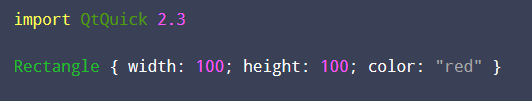 import QtQuick 2.3
Rectangle { width: 100; height: 100; color: "red" }